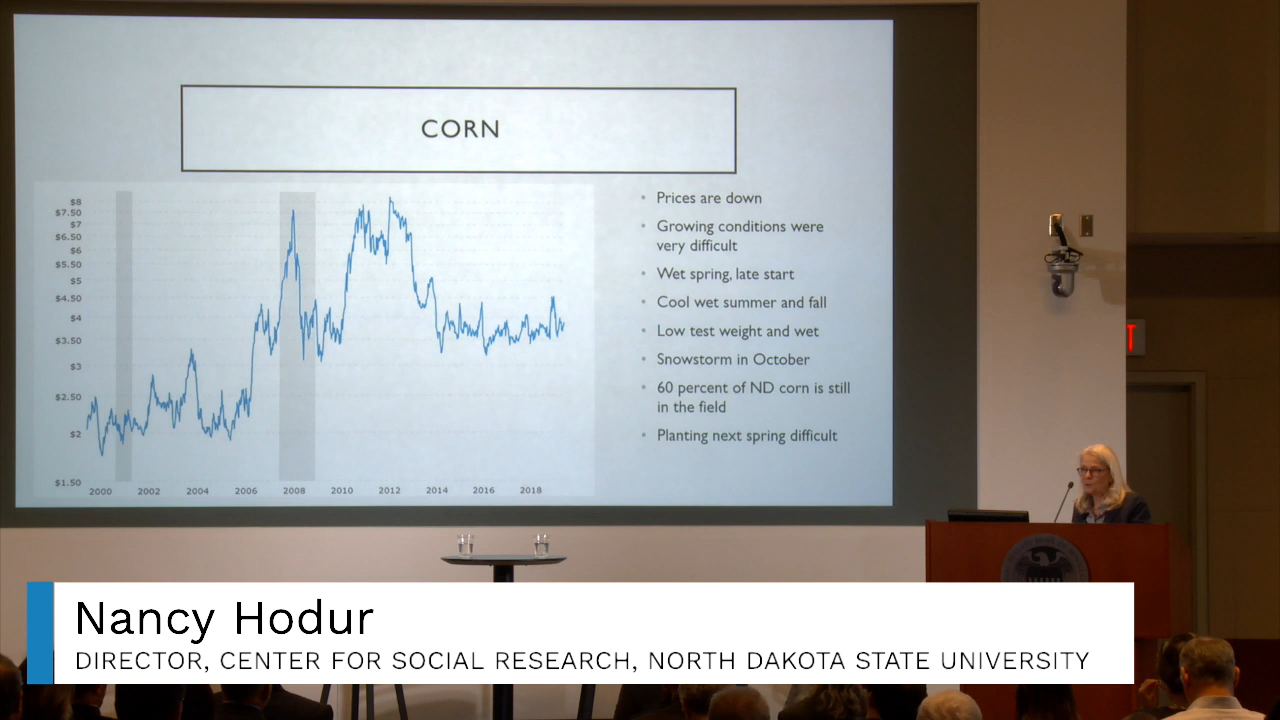 CORN
$8
$7.50
$7
$6.50
$6
$5.50
$5
$4.50
$4
$3.50
$3
$2.50
$2
$1.50
2000 2002 2004 2006 2008 2010 2012 2014 2016 2018
• Prices are down
• Growing conditions were
very difficult
• Wet spring, late start
• Cool wet summer and fall
• Low test weight and wet
• Snowstorm in October
• 60 percent of ND corn is still
in the field
• Planting next spring difficult
Nancy Hodur
DIRECTOR, CENTER FOR SOCIAL RESEARCH, NORTH DAKOTA STATE UNIVERSITY